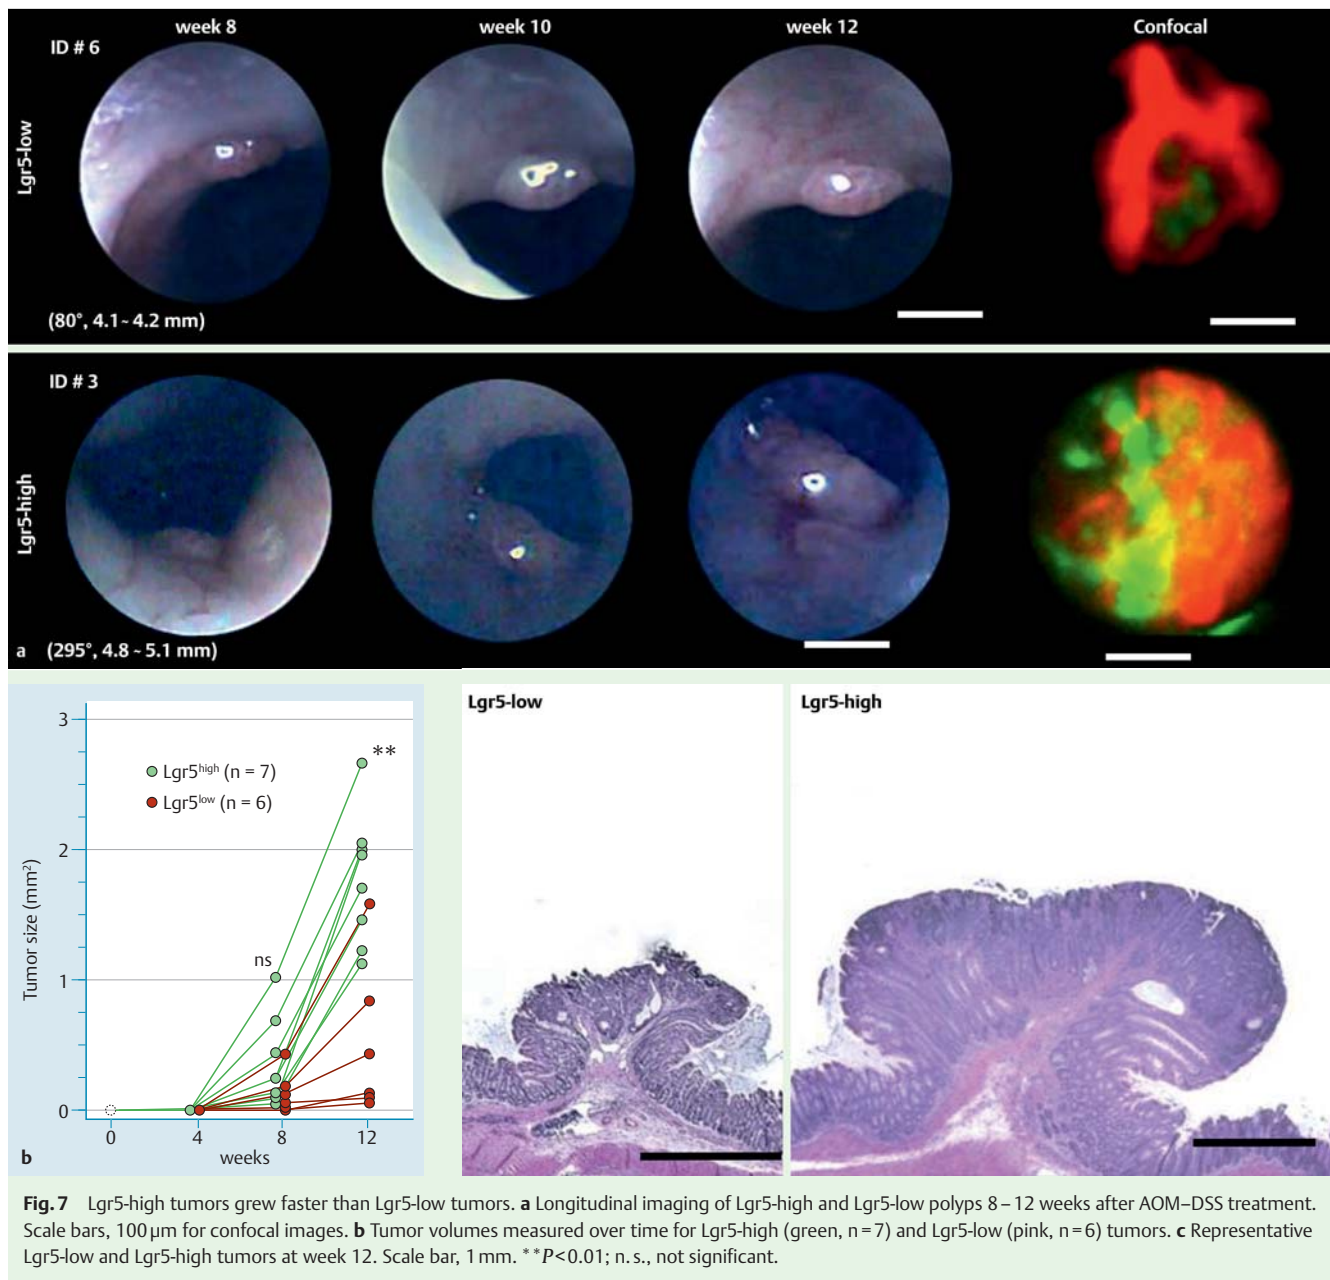 week 8
week 10
week 12
Confocal
ID # 6
Lgr5-low
(80°, 4.1 ~ 4.2 mm)
ID # 3
Lgr5-high
a (295°, 4.8 ~ 5.1 mm)
3
2
1
0
Tumor size (mm²)
**
Lgr5high (n = 7)
Lgr5low (n = 6)
ns
0 4 8 12
weeks
b
Lgr5-low
Lgr5-high
Fig. 7 Lgr5-high tumors grew faster than Lgr5-low tumors. a Longitudinal imaging of Lgr5-high and Lgr5-low polyps 8 – 12 weeks after AOM–DSS treatment.
Scale bars, 100 µm for confocal images. b Tumor volumes measured over time for Lgr5-high (green, n = 7) and Lgr5-low (pink, n = 6) tumors. c Representative
Lgr5-low and Lgr5-high tumors at week 12. Scale bar, 1 mm. **P < 0.01; n. s., not significant.